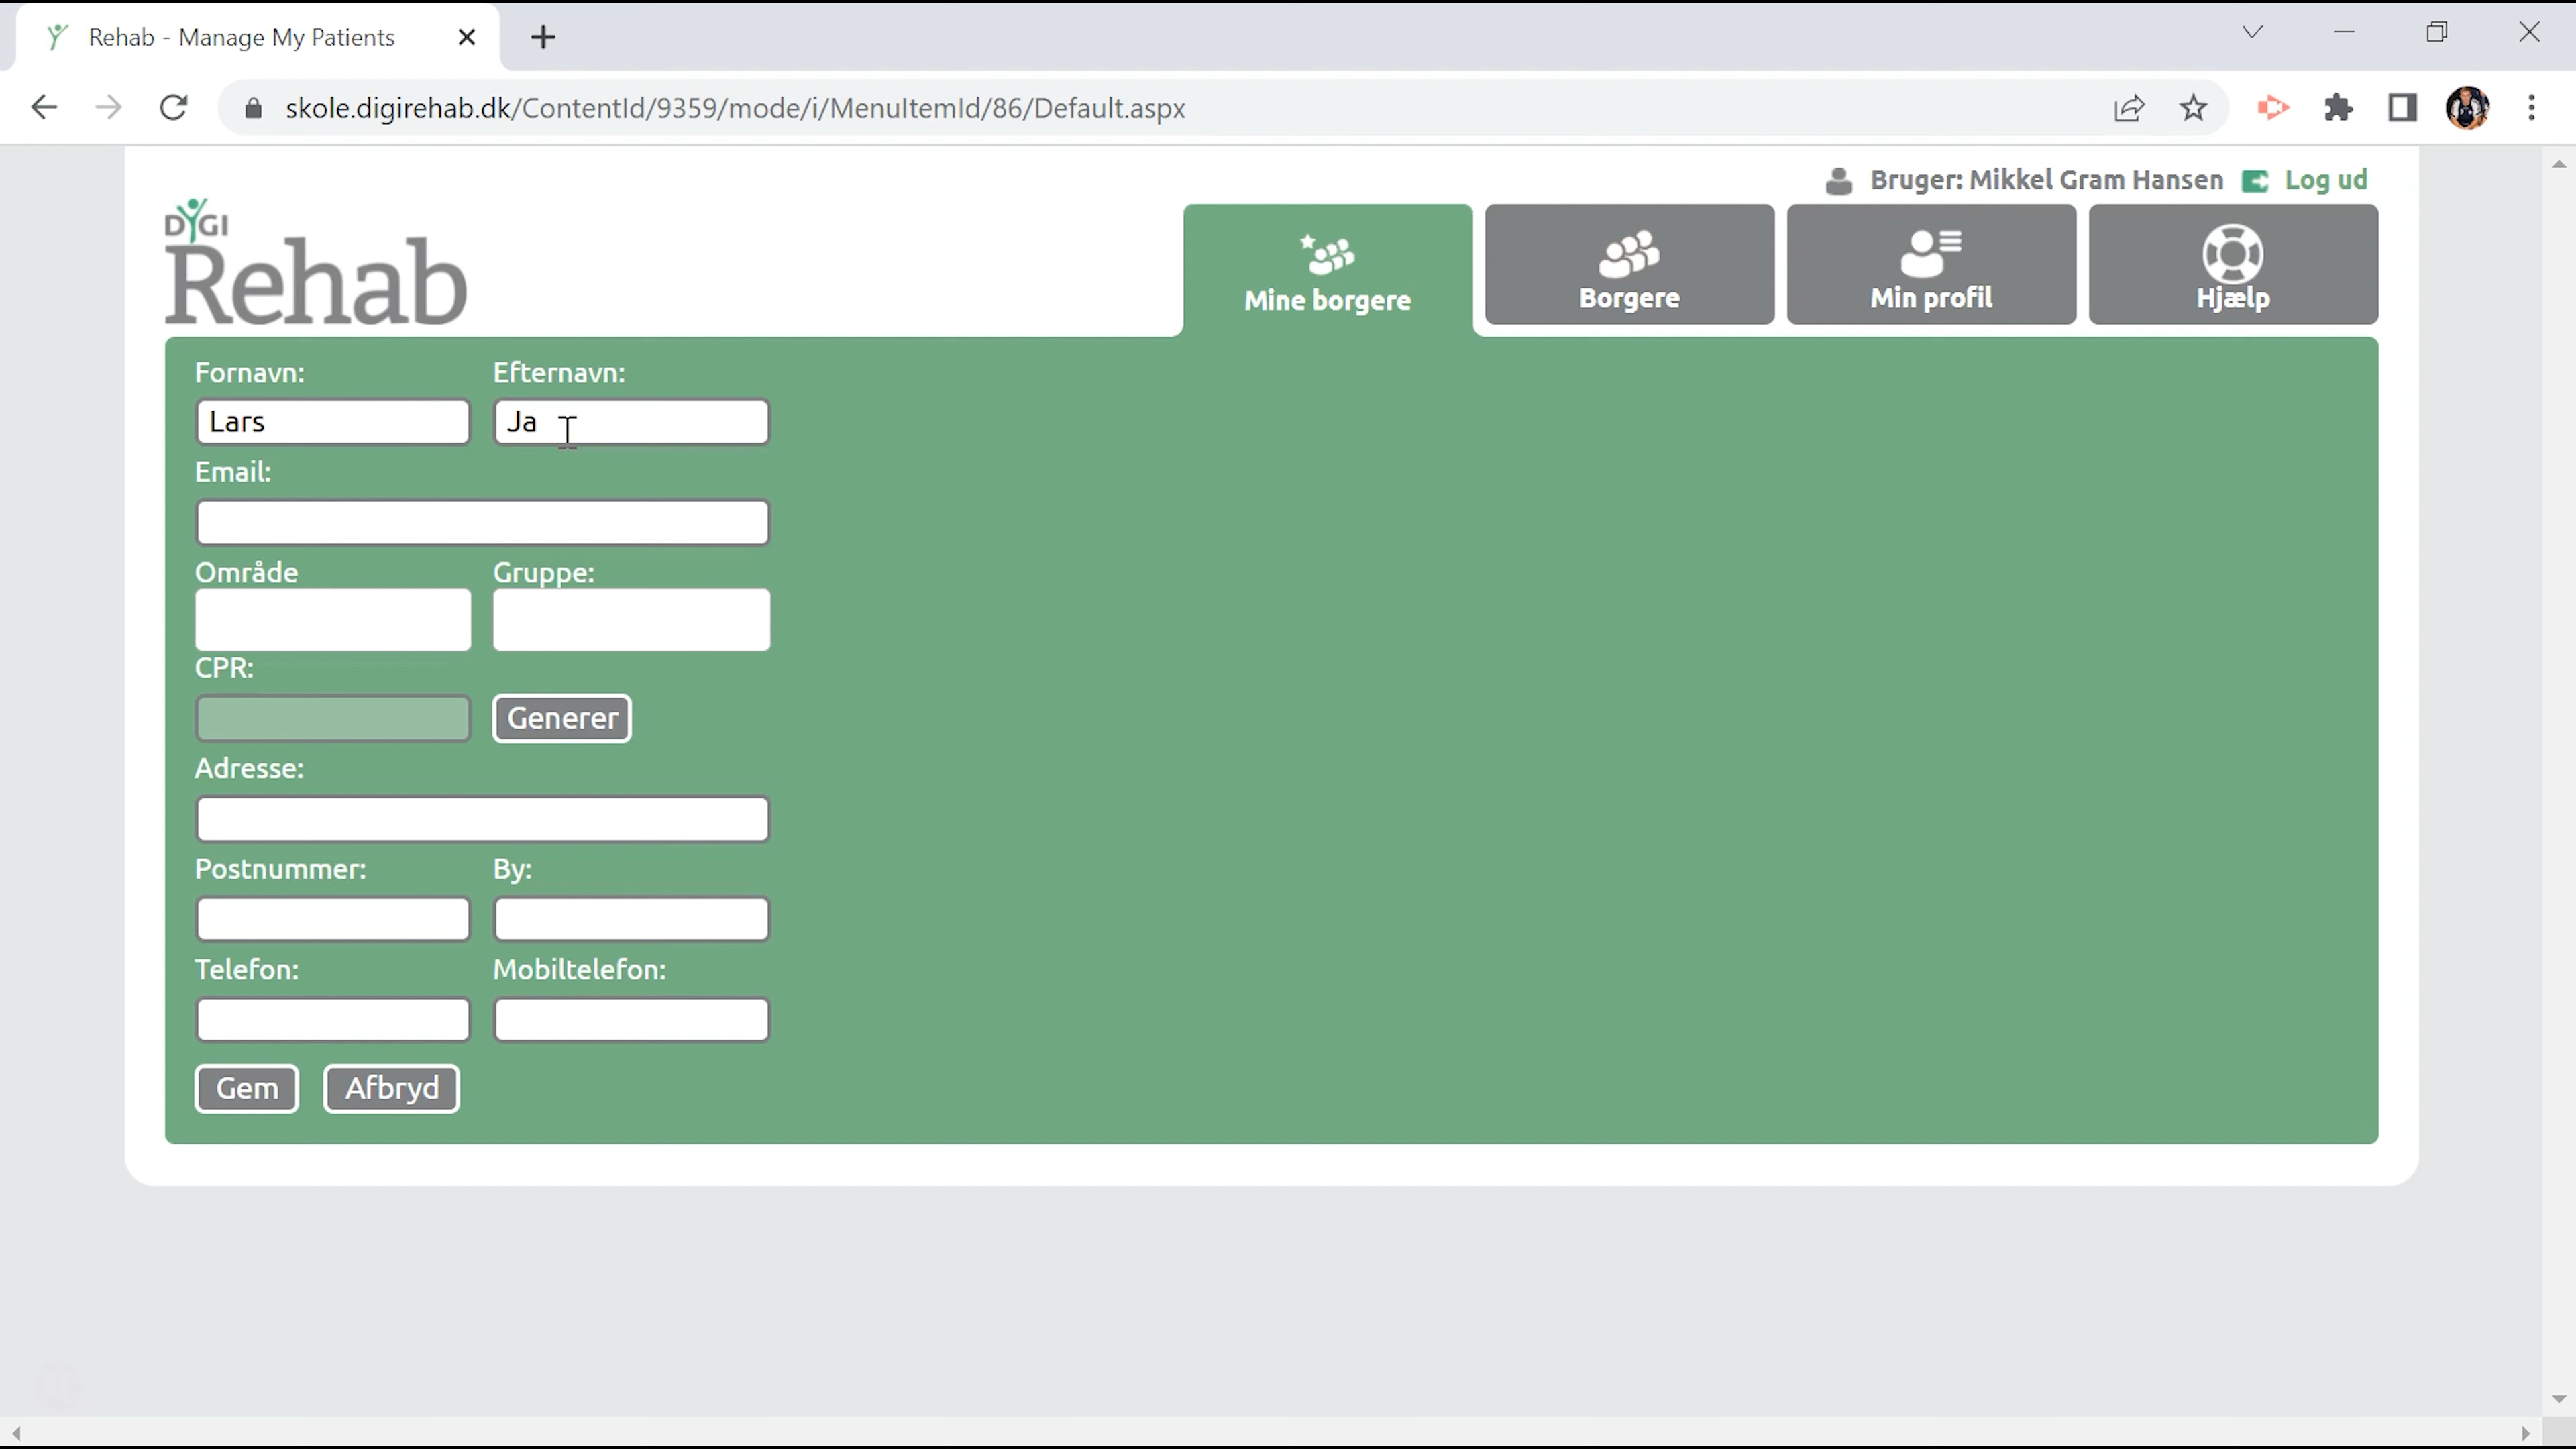 Rehab - Manage My Patients
skole.digirehab.dk/ContentId/9359/mode/i/MenuItemId/86/Default.aspx
Bruger: Mikkel Gram Hansen Log ud
DYGI
Rehab
Mine borgere Borgere Min profil Hjælp
Fornavn: Efternavn:
Lars Ja
Email:
Område Gruppe:
CPR:
Generer
Adresse:
Postnummer: By:
Telefon: Mobiltelefon:
Gem Afbryd